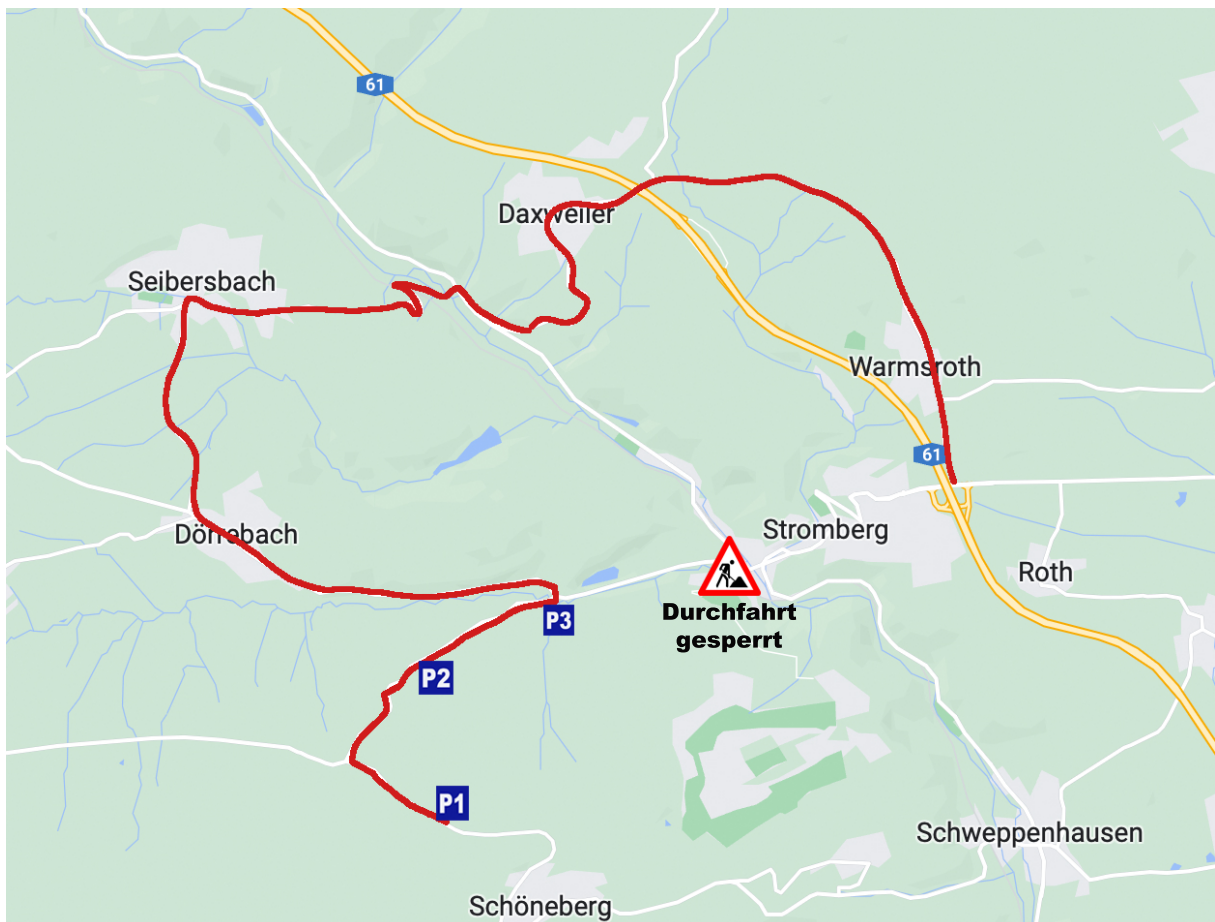 61
Daxweiler
Seibersbach
Warmsroth
61
Stromberg
Dörrebach
Roth
Durchfahrt
gesperrt
P3
P2
P1
Schweppenhausen
Schöneberg